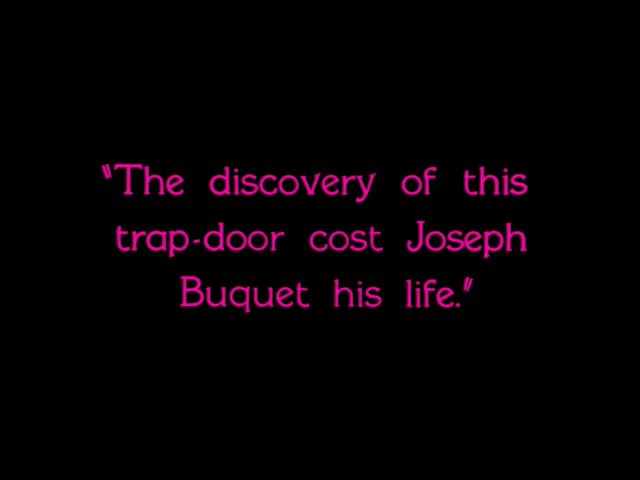 "The discovery of this
trap-door cost Joseph
Buquet his life."